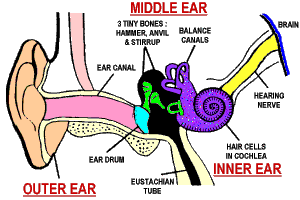 MIDDLE EAR
3 TINY BONES :
HAMMER, ANVIL
& STIRRUP
BALANCE
CANALS
BRAIN
EAR CANAL
HEARING
NERVE
EAR DRUM
HAIR CELLS
IN COCHLEA
OUTER EAR
EUSTACHIAN
TUBE
INNER EAR